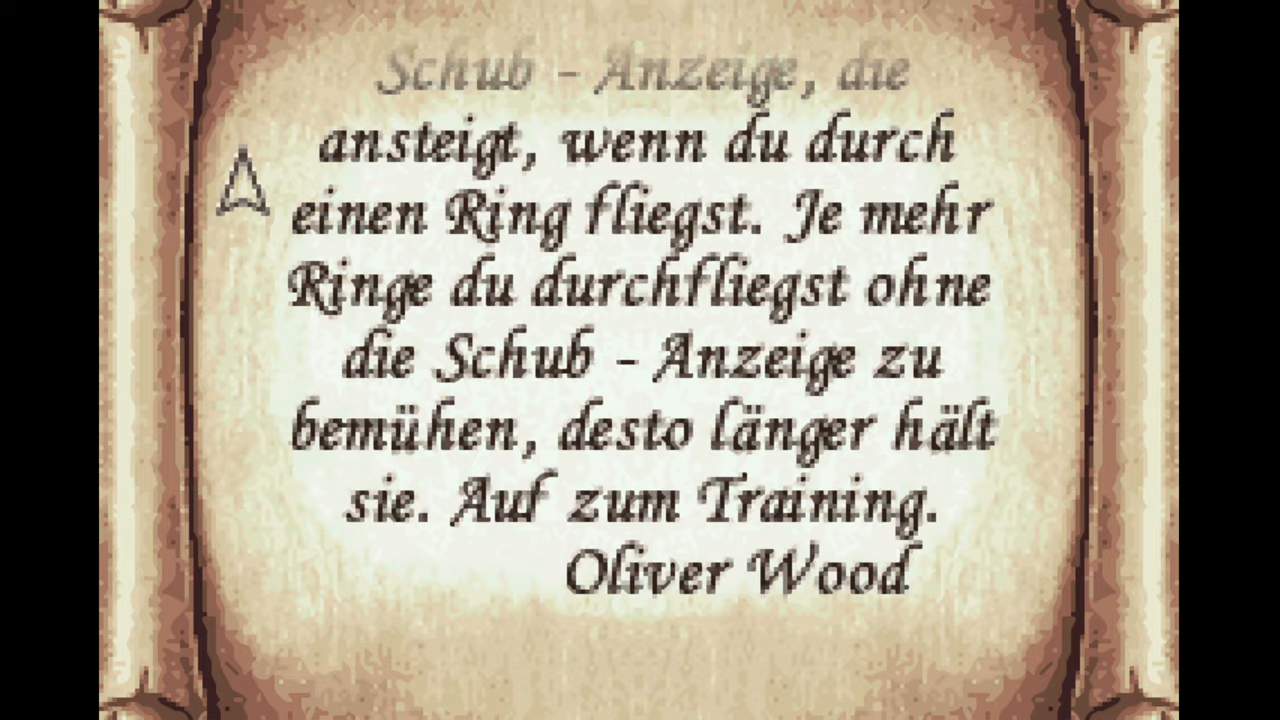 Schub - Anzeige, die
ansteigt, wenn du durch
einen Ring fliegst. Je mehr
Ringe du durchfliegst ohne
die Schub - Anzeige zu
bemühen, desto länger hält
sie. Auf zum Training.
Oliver Wood